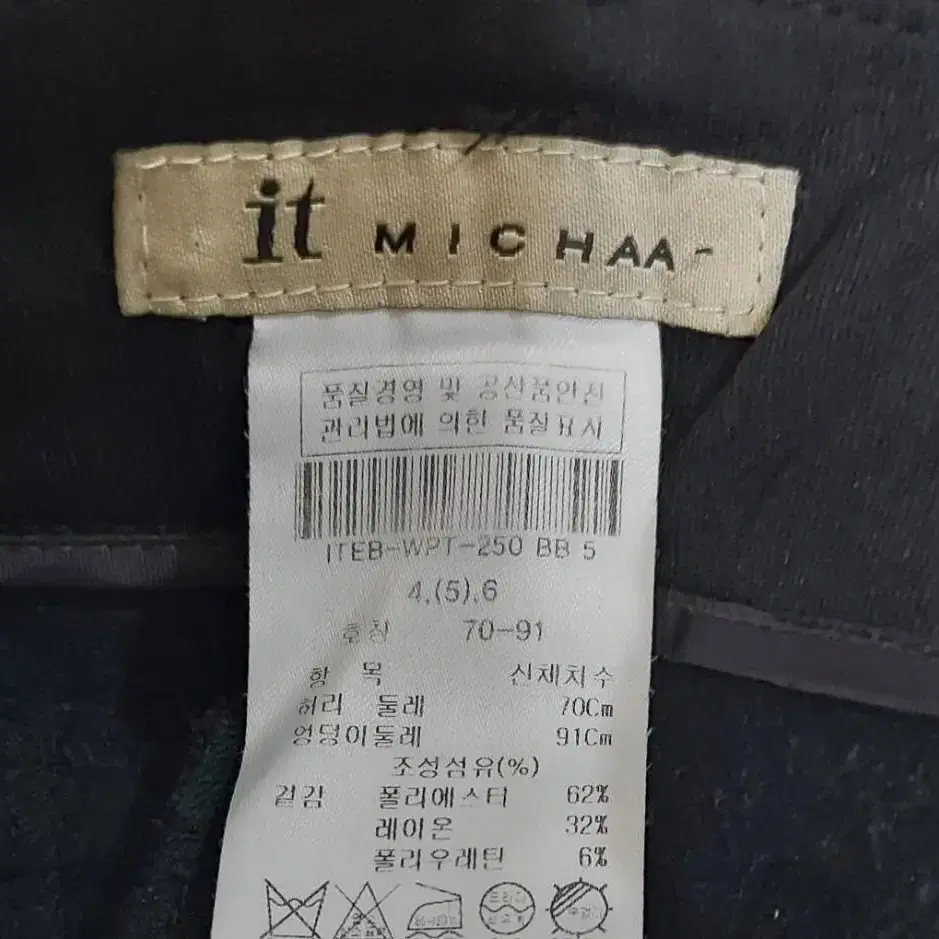 it MICHAA-
품질경영 및 공산품안전
관리법에 의한 품질표시
ITEB-WPT-250 BB 5
4,(5),6
호칭 70-91
항 목 신체치수
허리 둘레 70Cm
엉덩이둘레 91Cm
조성섬유(%)
겉감 폴리에스터 62%
레이온 32%
폴리우레탄 6%
드라이